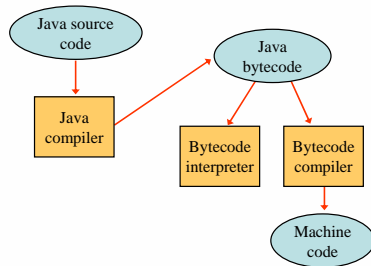 Java source
code
Java
bytecode
Java
compiler
Bytecode
interpreter
Bytecode
compiler
Machine
code